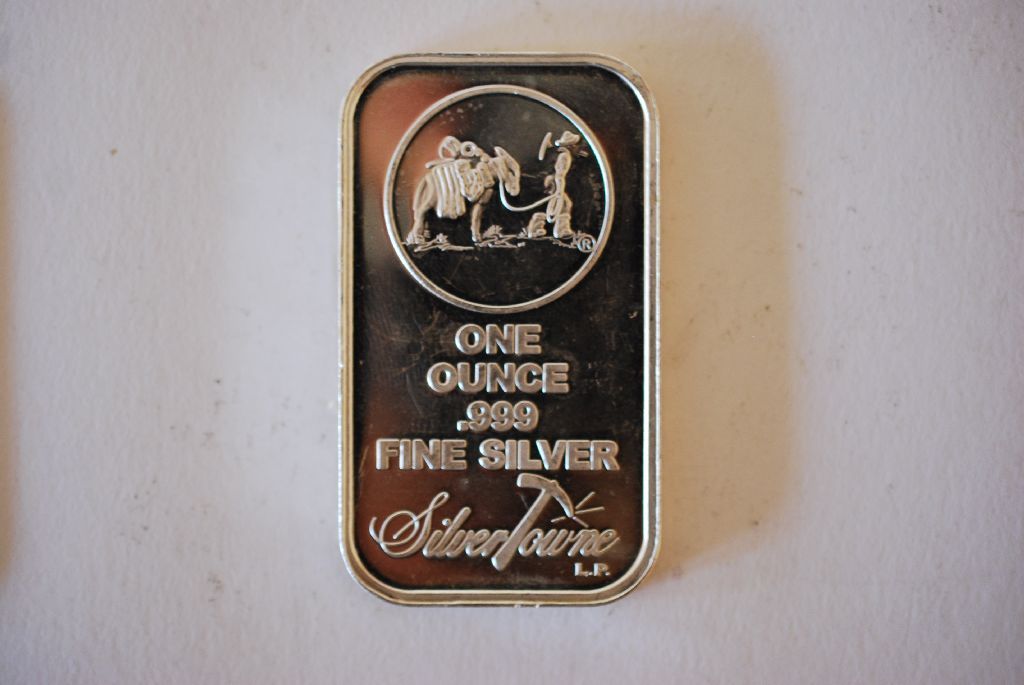 ®
ONE
OUNCE
.999
FINE SILVER
SilverTowne
L.P.